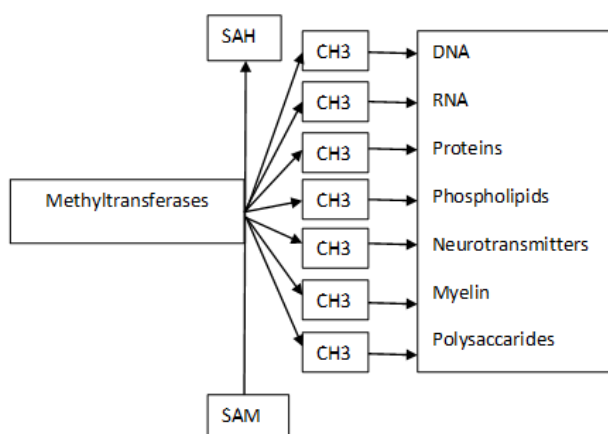 SAH
CH3 DNA
CH3 RNA
CH3 Proteins
Methyltransferases CH3 Phospholipids
CH3 Neurotransmitters
CH3 Myelin
CH3 Polysaccarides
SAM